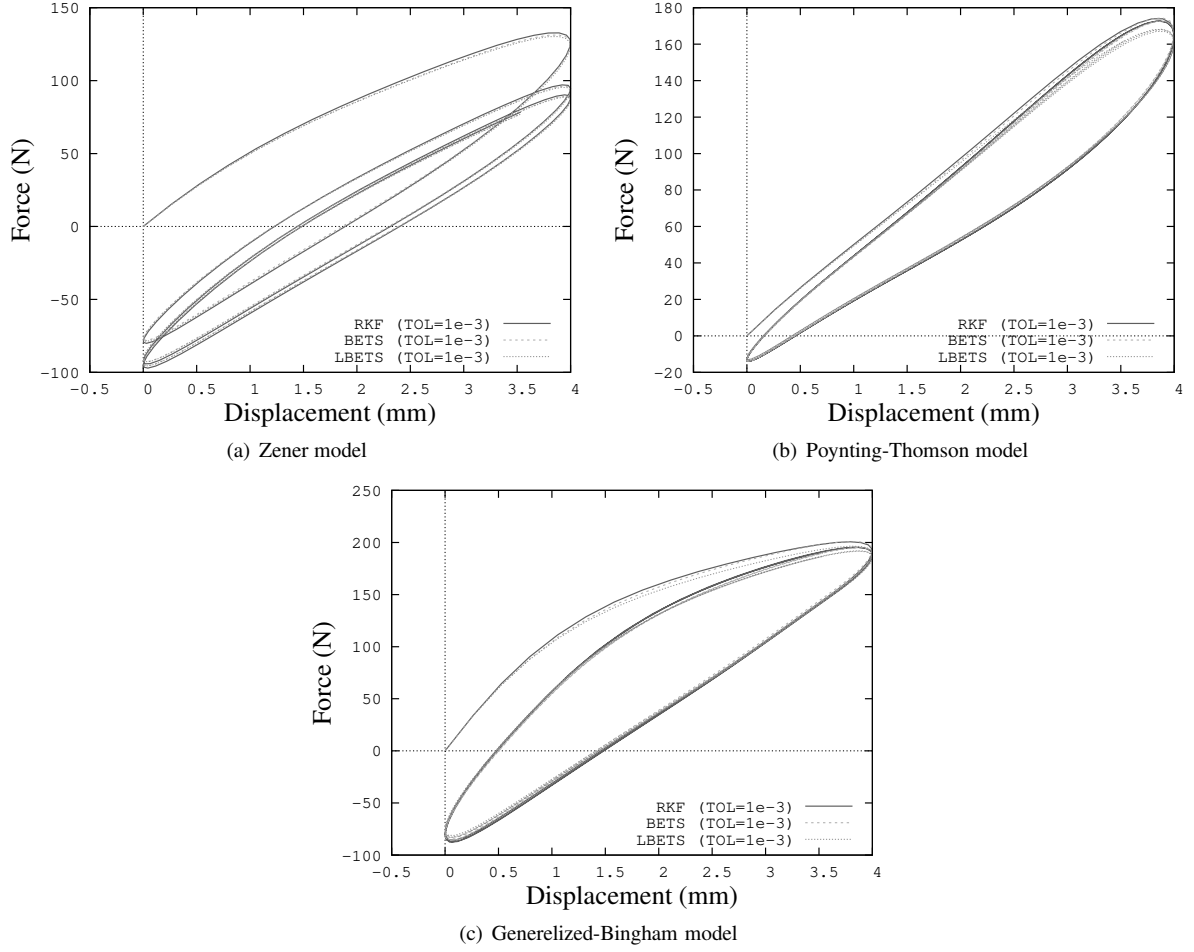 150
100
50
0
−50
−100
−0.5 0 0.5 1 1.5 2 2.5 3 3.5 4
Force (N)
Displacement (mm)
RKF (TOL=1e-3)
BETS (TOL=1e-3)
LBETS (TOL=1e-3)
(a) Zener model
180
160
140
120
100
80
60
40
20
0
−20
−0.5 0 0.5 1 1.5 2 2.5 3 3.5 4
Force (N)
Displacement (mm)
RKF (TOL=1e-3)
BETS (TOL=1e-3)
LBETS (TOL=1e-3)
(b) Poynting-Thomson model
250
200
150
100
50
0
−50
−100
−0.5 0 0.5 1 1.5 2 2.5 3 3.5 4
Force (N)
Displacement (mm)
RKF (TOL=1e-3)
BETS (TOL=1e-3)
LBETS (TOL=1e-3)
(c) Generelized-Bingham model